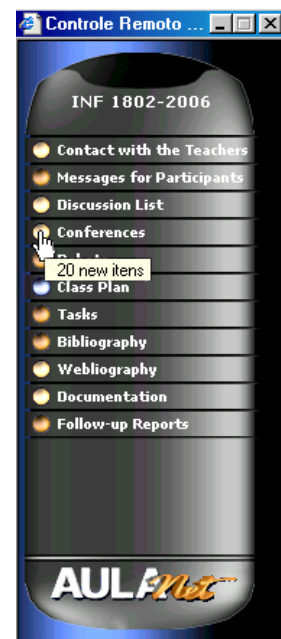 Controle Remoto ...
INF 1802-2006
Contact with the Teachers
Messages for Participants
Discussion List
Conferences
20 new itens
Class Plan
Tasks
Bibliography
Webliography
Documentation
Follow-up Reports
AULANet